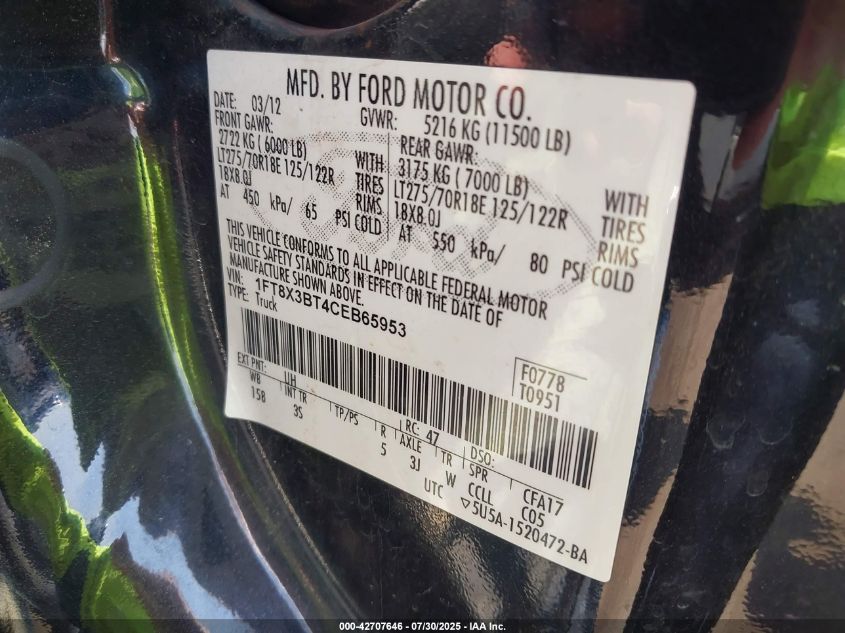 MFD. BY FORD MOTOR CO.
DATE: 03/12 GVWR: 5216 KG (11500 LB)
FRONT GAWR: REAR GAWR:
2722 KG ( 6000 LB) WITH 3175 KG ( 7000 LB) WITH
LT275/70R18E 125/122R TIRES LT275/70R18E 125/122R TIRES
18X8.0J RIMS 18X8.0J RIMS
AT 450 kPa/ 65 PSI COLD AT 550 kPa/ 80 PSI COLD
THIS VEHICLE CONFORMS TO ALL APPLICABLE FEDERAL MOTOR
VEHICLE SAFETY STANDARDS IN EFFECT ON THE DATE OF
MANUFACTURE SHOWN ABOVE.
VIN: 1FT8X3BT4CEB65953
TYPE: Truck
F0778
T0951
EXT PNT: UH RC: 47 DSO:
WB INT TR TP/PS R AXLE TR SPR CFA17
158 3S 5 3J W CCLL C05
UTC ▽5U5A-1520472-BA
000-42707646 - 07/30/2025 - IAA Inc.